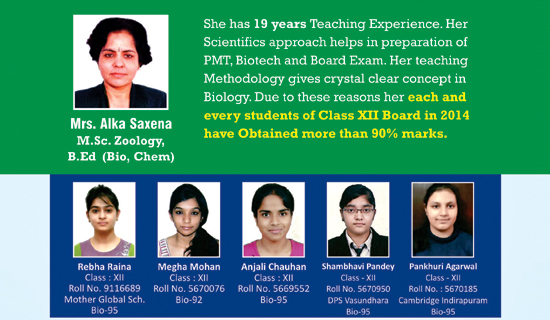 She has 19 years Teaching Experience. Her
Scientifics approach helps in preparation of
PMT, Biotech and Board Exam. Her teaching
Methodology gives crystal clear concept in
Biology. Due to these reasons her each and
every students of Class XII Board in 2014
have Obtained more than 90% marks.
Mrs. Alka Saxena
M.Sc. Zoology,
B.Ed (Bio, Chem)
Rebha Raina
Class : XII
Roll No. 9116689
Mother Global Sch.
Bio-95
Megha Mohan
Class : XII
Roll No. 5670076
Bio-92
Anjali Chauhan
Class : XII
Roll No. 5669552
Bio-95
Shambhavi Pandey
Class - XII
Roll No. 5670950
DPS Vasundhara
Bio-95
Pankhuri Agarwal
Class - XII
Roll No. : 5670185
Cambridge Indirapuram
Bio-95